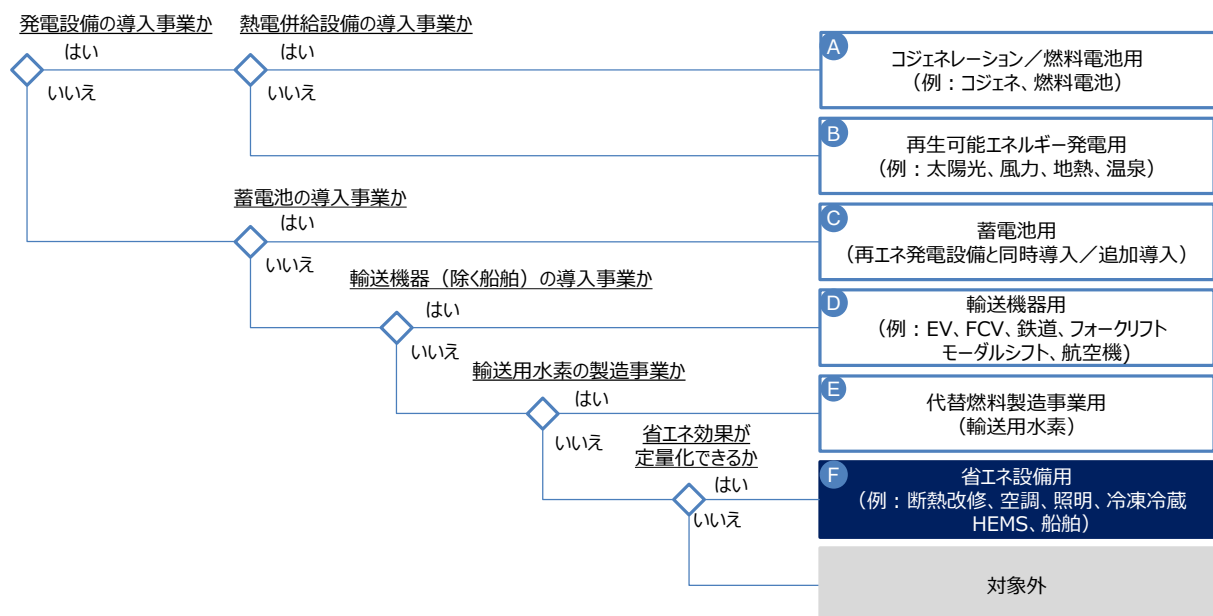 発電設備の導入事業か
はい
いいえ
熱電併給設備の導入事業か
はい
いいえ
A
コジェネレーション／燃料電池用
（例：コジェネ、燃料電池）
B
再生可能エネルギー発電用
（例：太陽光、風力、地熱、温泉）
蓄電池の導入事業か
はい
いいえ
C
蓄電池用
（再エネ発電設備と同時導入／追加導入）
輸送機器（除く船舶）の導入事業か
はい
いいえ
D
輸送機器用
（例：EV、FCV、鉄道、フォークリフト
モーダルシフト、航空機)
輸送用水素の製造事業か
はい
いいえ
E
代替燃料製造事業用
（輸送用水素）
省エネ効果が
定量化できるか
はい
いいえ
F
省エネ設備用
（例：断熱改修、空調、照明、冷凍冷蔵
HEMS、船舶）
対象外